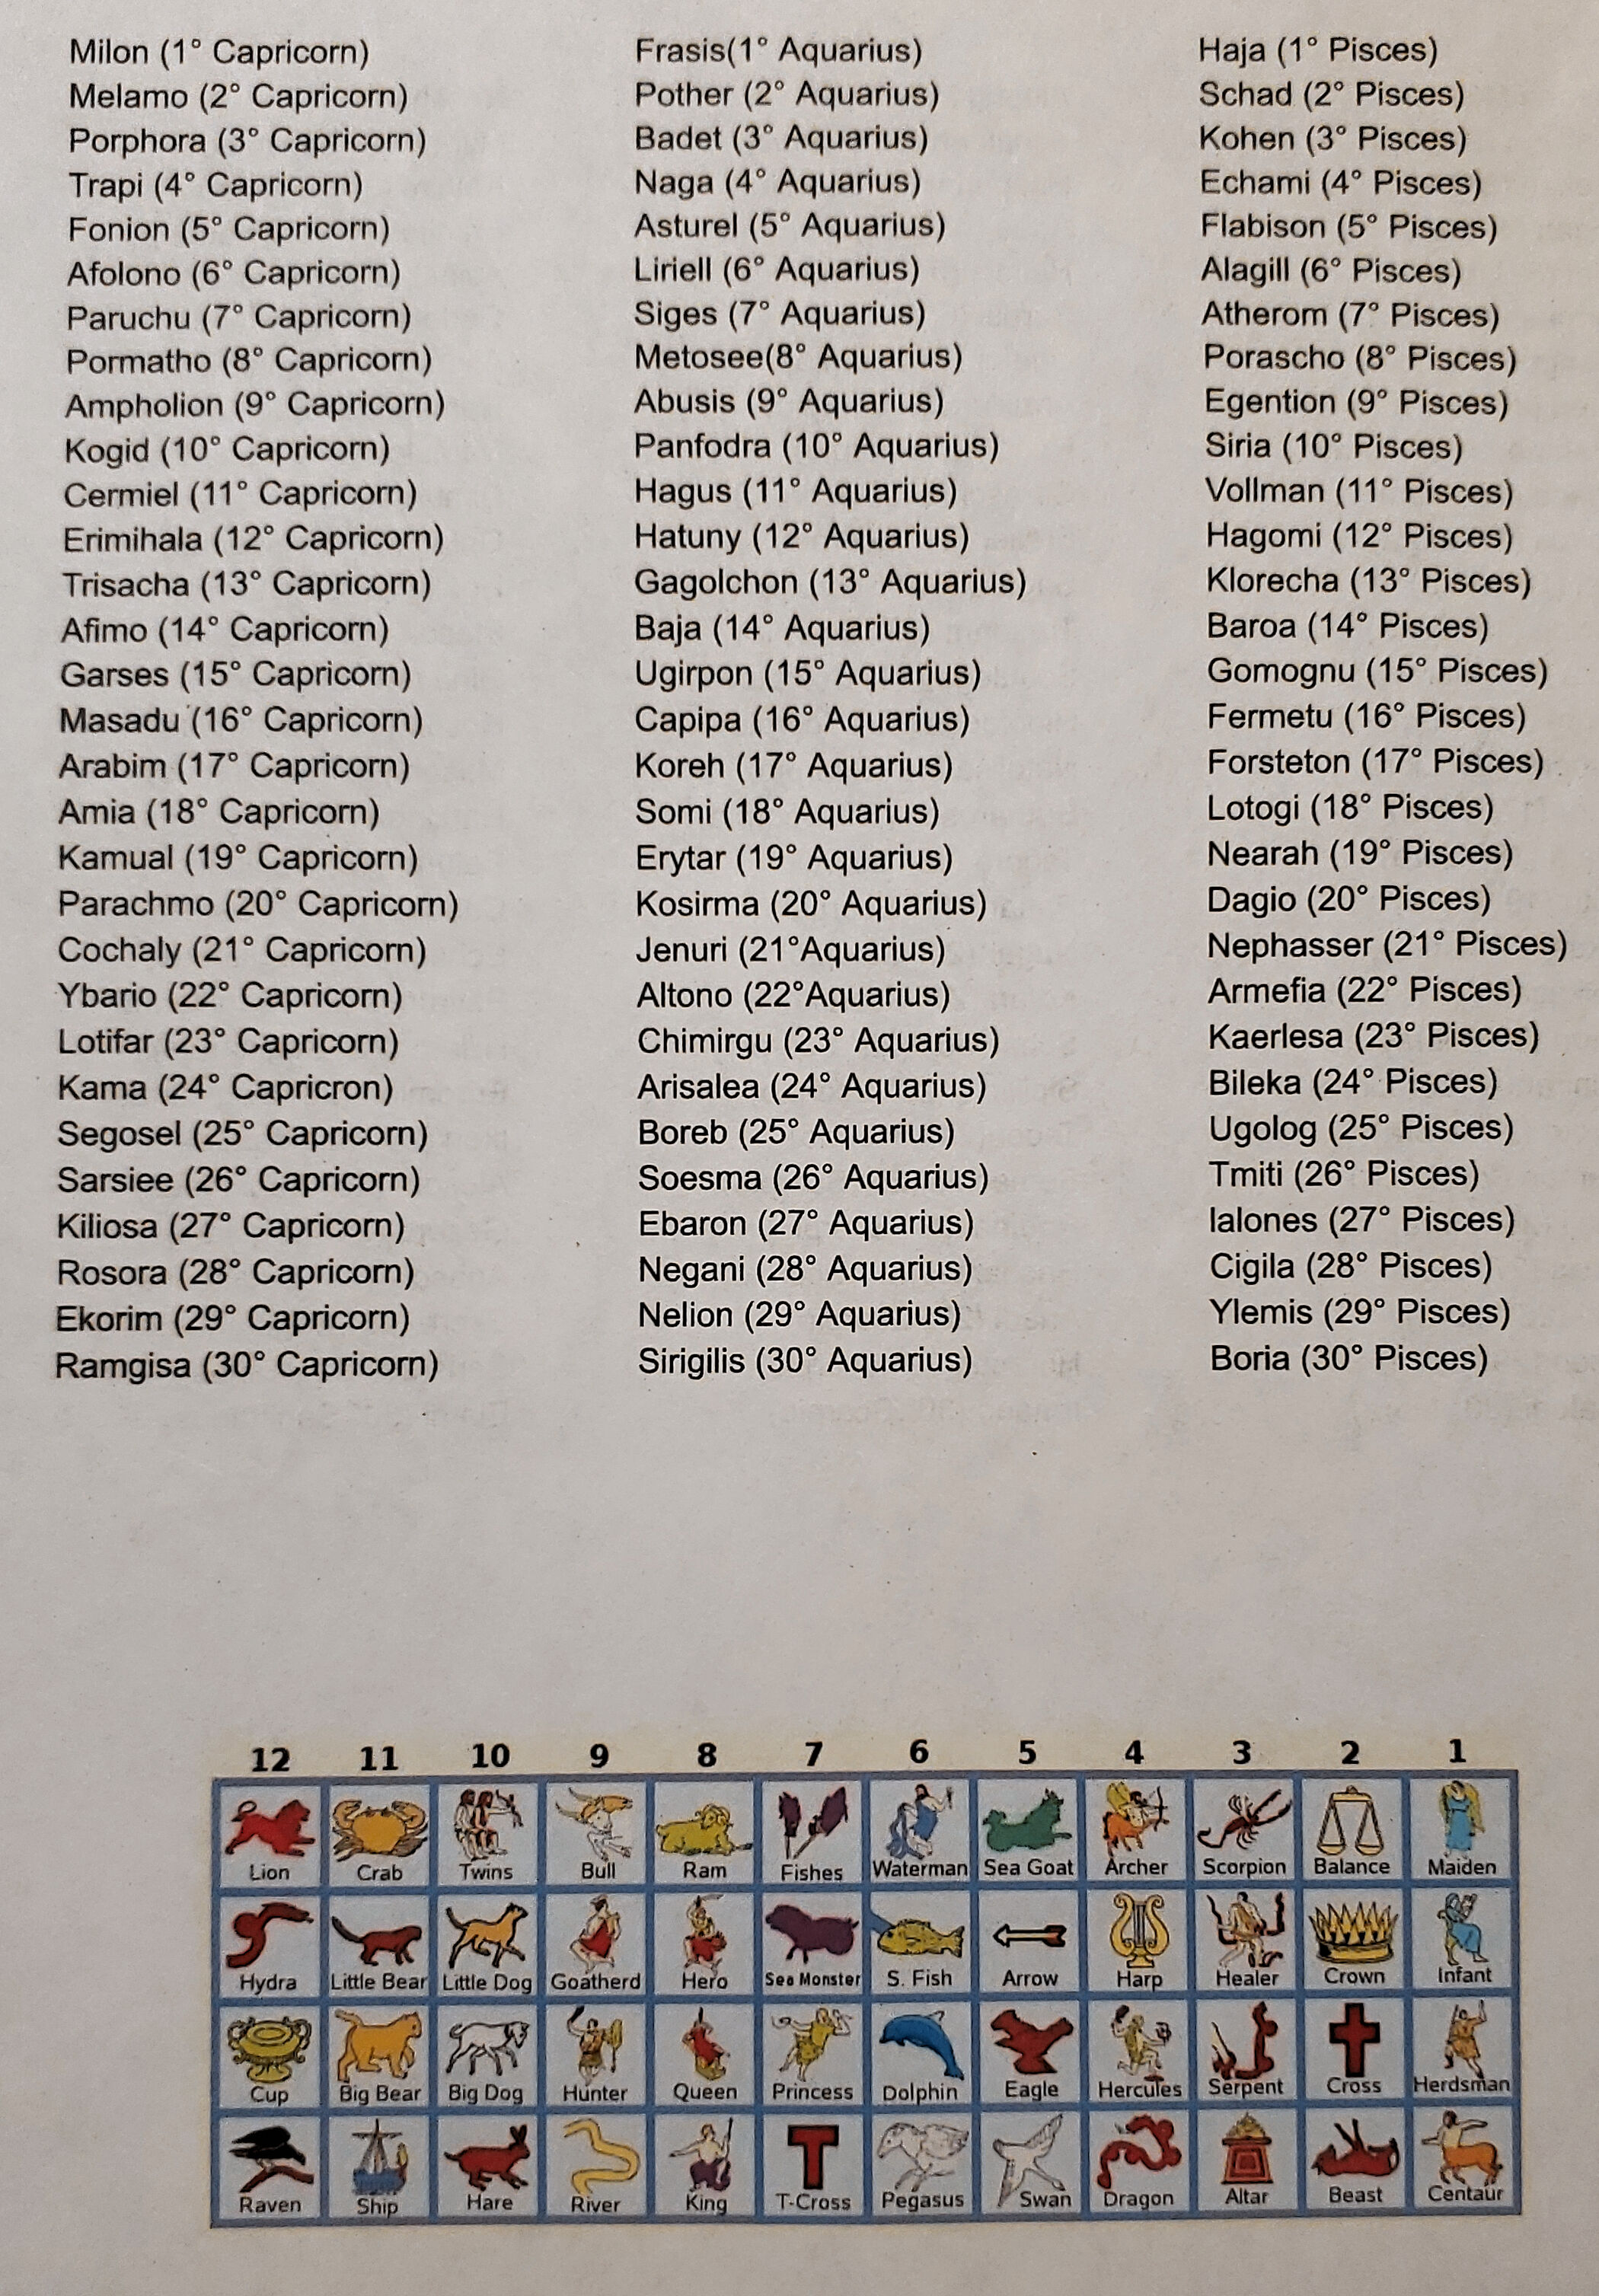 Milon (1° Capricorn)
Melamo (2° Capricorn)
Porphora (3° Capricorn)
Trapi (4° Capricorn)
Fonion (5° Capricorn)
Afolono (6° Capricorn)
Paruchu (7° Capricorn)
Pormatho (8° Capricorn)
Ampholion (9° Capricorn)
Kogid (10° Capricorn)
Cermiel (11° Capricorn)
Erimihala (12° Capricorn)
Trisacha (13° Capricorn)
Afimo (14° Capricorn)
Garses (15° Capricorn)
Masadu (16° Capricorn)
Arabim (17° Capricorn)
Amia (18° Capricorn)
Kamual (19° Capricorn)
Parachmo (20° Capricorn)
Cochaly (21° Capricorn)
Ybario (22° Capricorn)
Lotifar (23° Capricorn)
Kama (24° Capricron)
Segosel (25° Capricorn)
Sarsiee (26° Capricorn)
Kiliosa (27° Capricorn)
Rosora (28° Capricorn)
Ekorim (29° Capricorn)
Ramgisa (30° Capricorn)
Frasis(1° Aquarius)
Pother (2° Aquarius)
Badet (3° Aquarius)
Naga (4° Aquarius)
Asturel (5° Aquarius)
Liriell (6° Aquarius)
Siges (7° Aquarius)
Metosee(8° Aquarius)
Abusis (9° Aquarius)
Panfodra (10° Aquarius)
Hagus (11° Aquarius)
Hatuny (12° Aquarius)
Gagolchon (13° Aquarius)
Baja (14° Aquarius)
Ugirpon (15° Aquarius)
Capipa (16° Aquarius)
Koreh (17° Aquarius)
Somi (18° Aquarius)
Erytar (19° Aquarius)
Kosirma (20° Aquarius)
Jenuri (21°Aquarius)
Altono (22°Aquarius)
Chimirgu (23° Aquarius)
Arisalea (24° Aquarius)
Boreb (25° Aquarius)
Soesma (26° Aquarius)
Ebaron (27° Aquarius)
Negani (28° Aquarius)
Nelion (29° Aquarius)
Sirigilis (30° Aquarius)
Haja (1° Pisces)
Schad (2° Pisces)
Kohen (3° Pisces)
Echami (4° Pisces)
Flabison (5° Pisces)
Alagill (6° Pisces)
Atherom (7° Pisces)
Porascho (8° Pisces)
Egention (9° Pisces)
Siria (10° Pisces)
Vollman (11° Pisces)
Hagomi (12° Pisces)
Klorecha (13° Pisces)
Baroa (14° Pisces)
Gomognu (15° Pisces)
Fermetu (16° Pisces)
Forsteton (17° Pisces)
Lotogi (18° Pisces)
Nearah (19° Pisces)
Dagio (20° Pisces)
Nephasser (21° Pisces)
Armefia (22° Pisces)
Kaerlesa (23° Pisces)
Bileka (24° Pisces)
Ugolog (25° Pisces)
Tmiti (26° Pisces)
Ialones (27° Pisces)
Cigila (28° Pisces)
Ylemis (29° Pisces)
Boria (30° Pisces)
12 11 10 9 8 7 6 5 4 3 2 1
Lion Crab Twins Bull Ram Fishes Waterman Sea Goat Archer Scorpion Balance Maiden
Hydra Little Bear Little Dog Goatherd Hero Sea Monster S. Fish Arrow Harp Healer Crown Infant
Cup Big Bear Big Dog Hunter Queen Princess Dolphin Eagle Hercules Serpent Cross Herdsman
Raven Ship Hare River King T-Cross Pegasus Swan Dragon Altar Beast Centaur